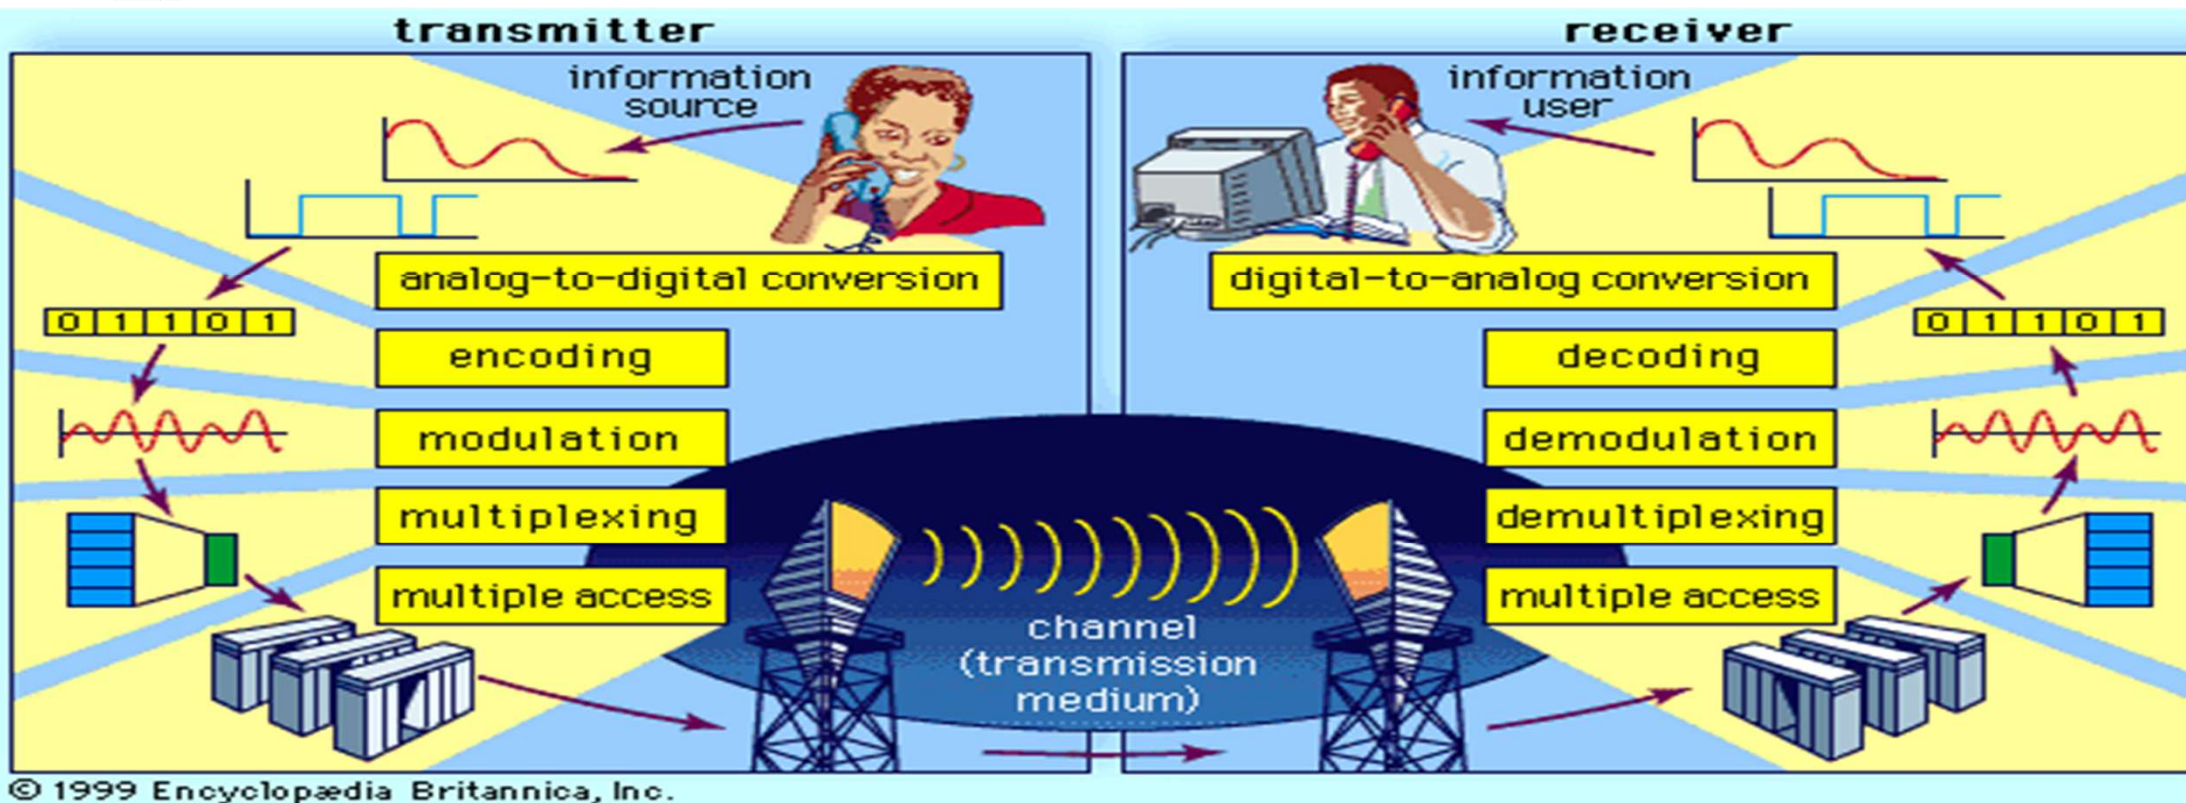 transmitter
receiver
information
source
information
user
analog-to-digital conversion
digital-to-analog conversion
0 1 1 0 1
0 1 1 0 1
encoding
decoding
modulation
demodulation
multiplexing
demultiplexing
multiple access
multiple access
channel
(transmission
medium)
© 1999 Encyclopædia Britannica, Inc.